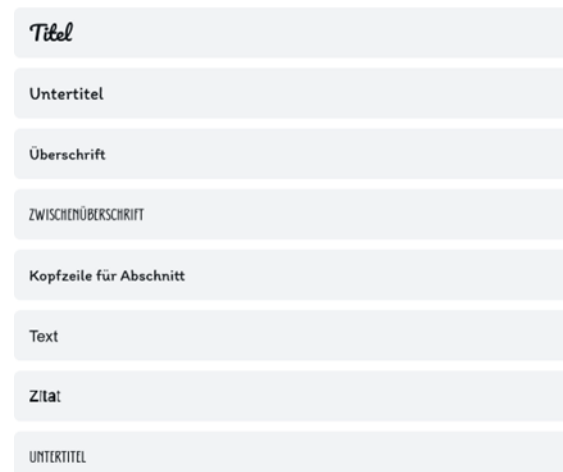 Titel
Untertitel
Überschrift
ZWISCHENÜBERSCHRIFT
Kopfzeile für Abschnitt
Text
Zitat
UNTERTITEL